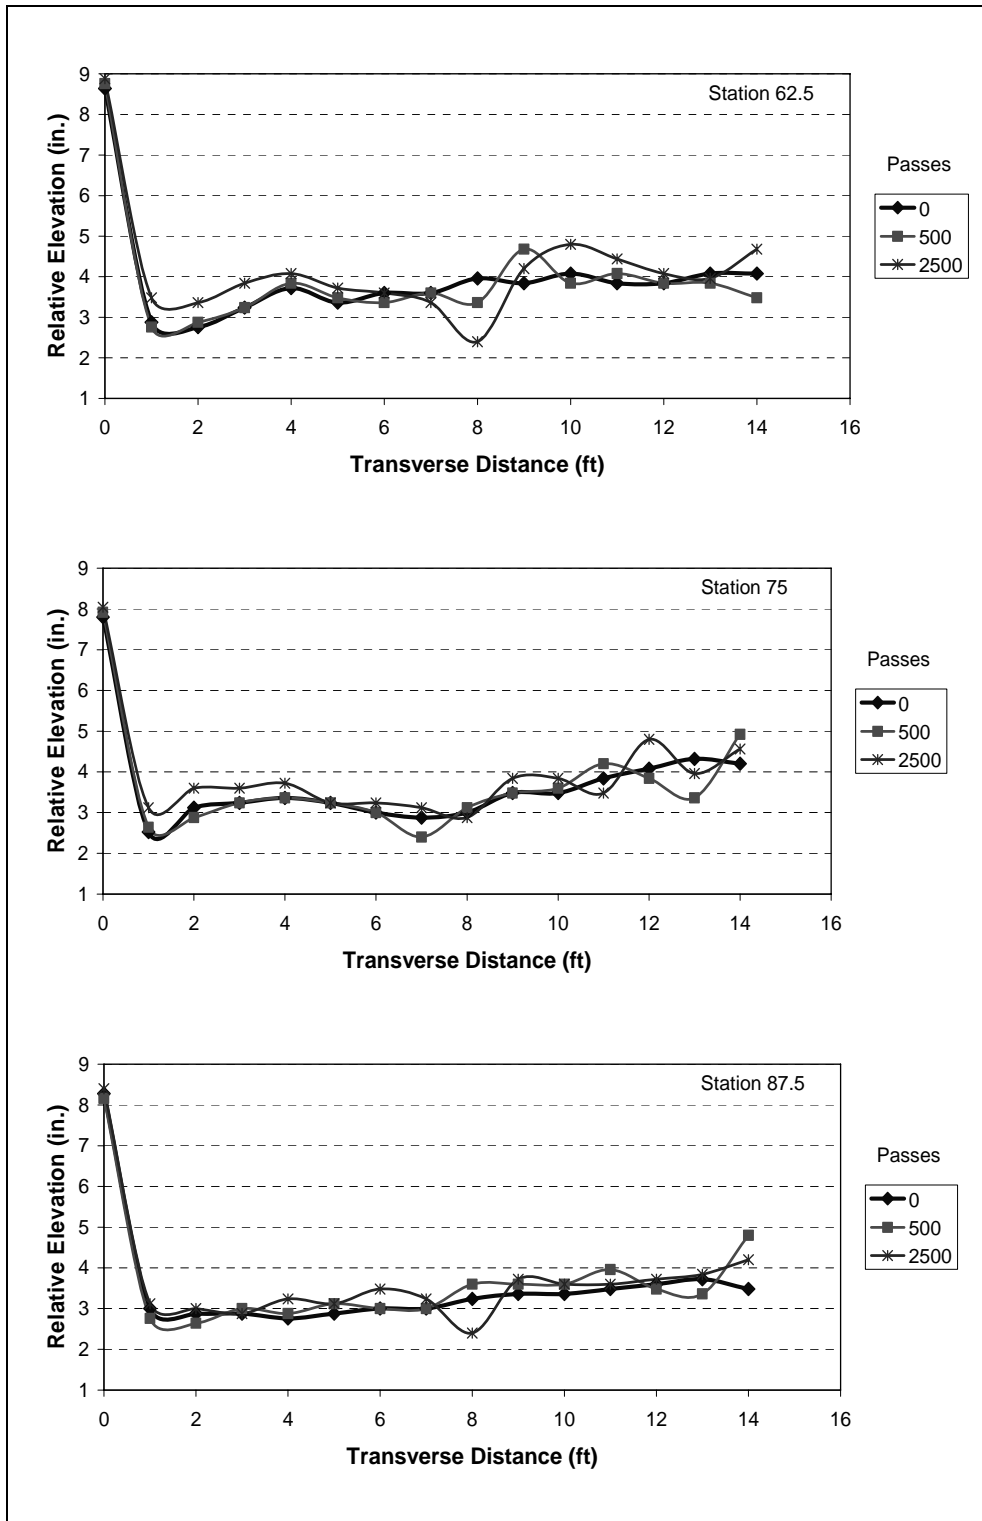 Station 62.5
Relative Elevation (in.)
9
8
7
6
5
4
3
2
1
0 2 4 6 8 10 12 14 16
Transverse Distance (ft)
Passes
0
500
2500
Station 75
Relative Elevation (in.)
9
8
7
6
5
4
3
2
1
0 2 4 6 8 10 12 14 16
Transverse Distance (ft)
Passes
0
500
2500
Station 87.5
Relative Elevation (in.)
9
8
7
6
5
4
3
2
1
0 2 4 6 8 10 12 14 16
Transverse Distance (ft)
Passes
0
500
2500